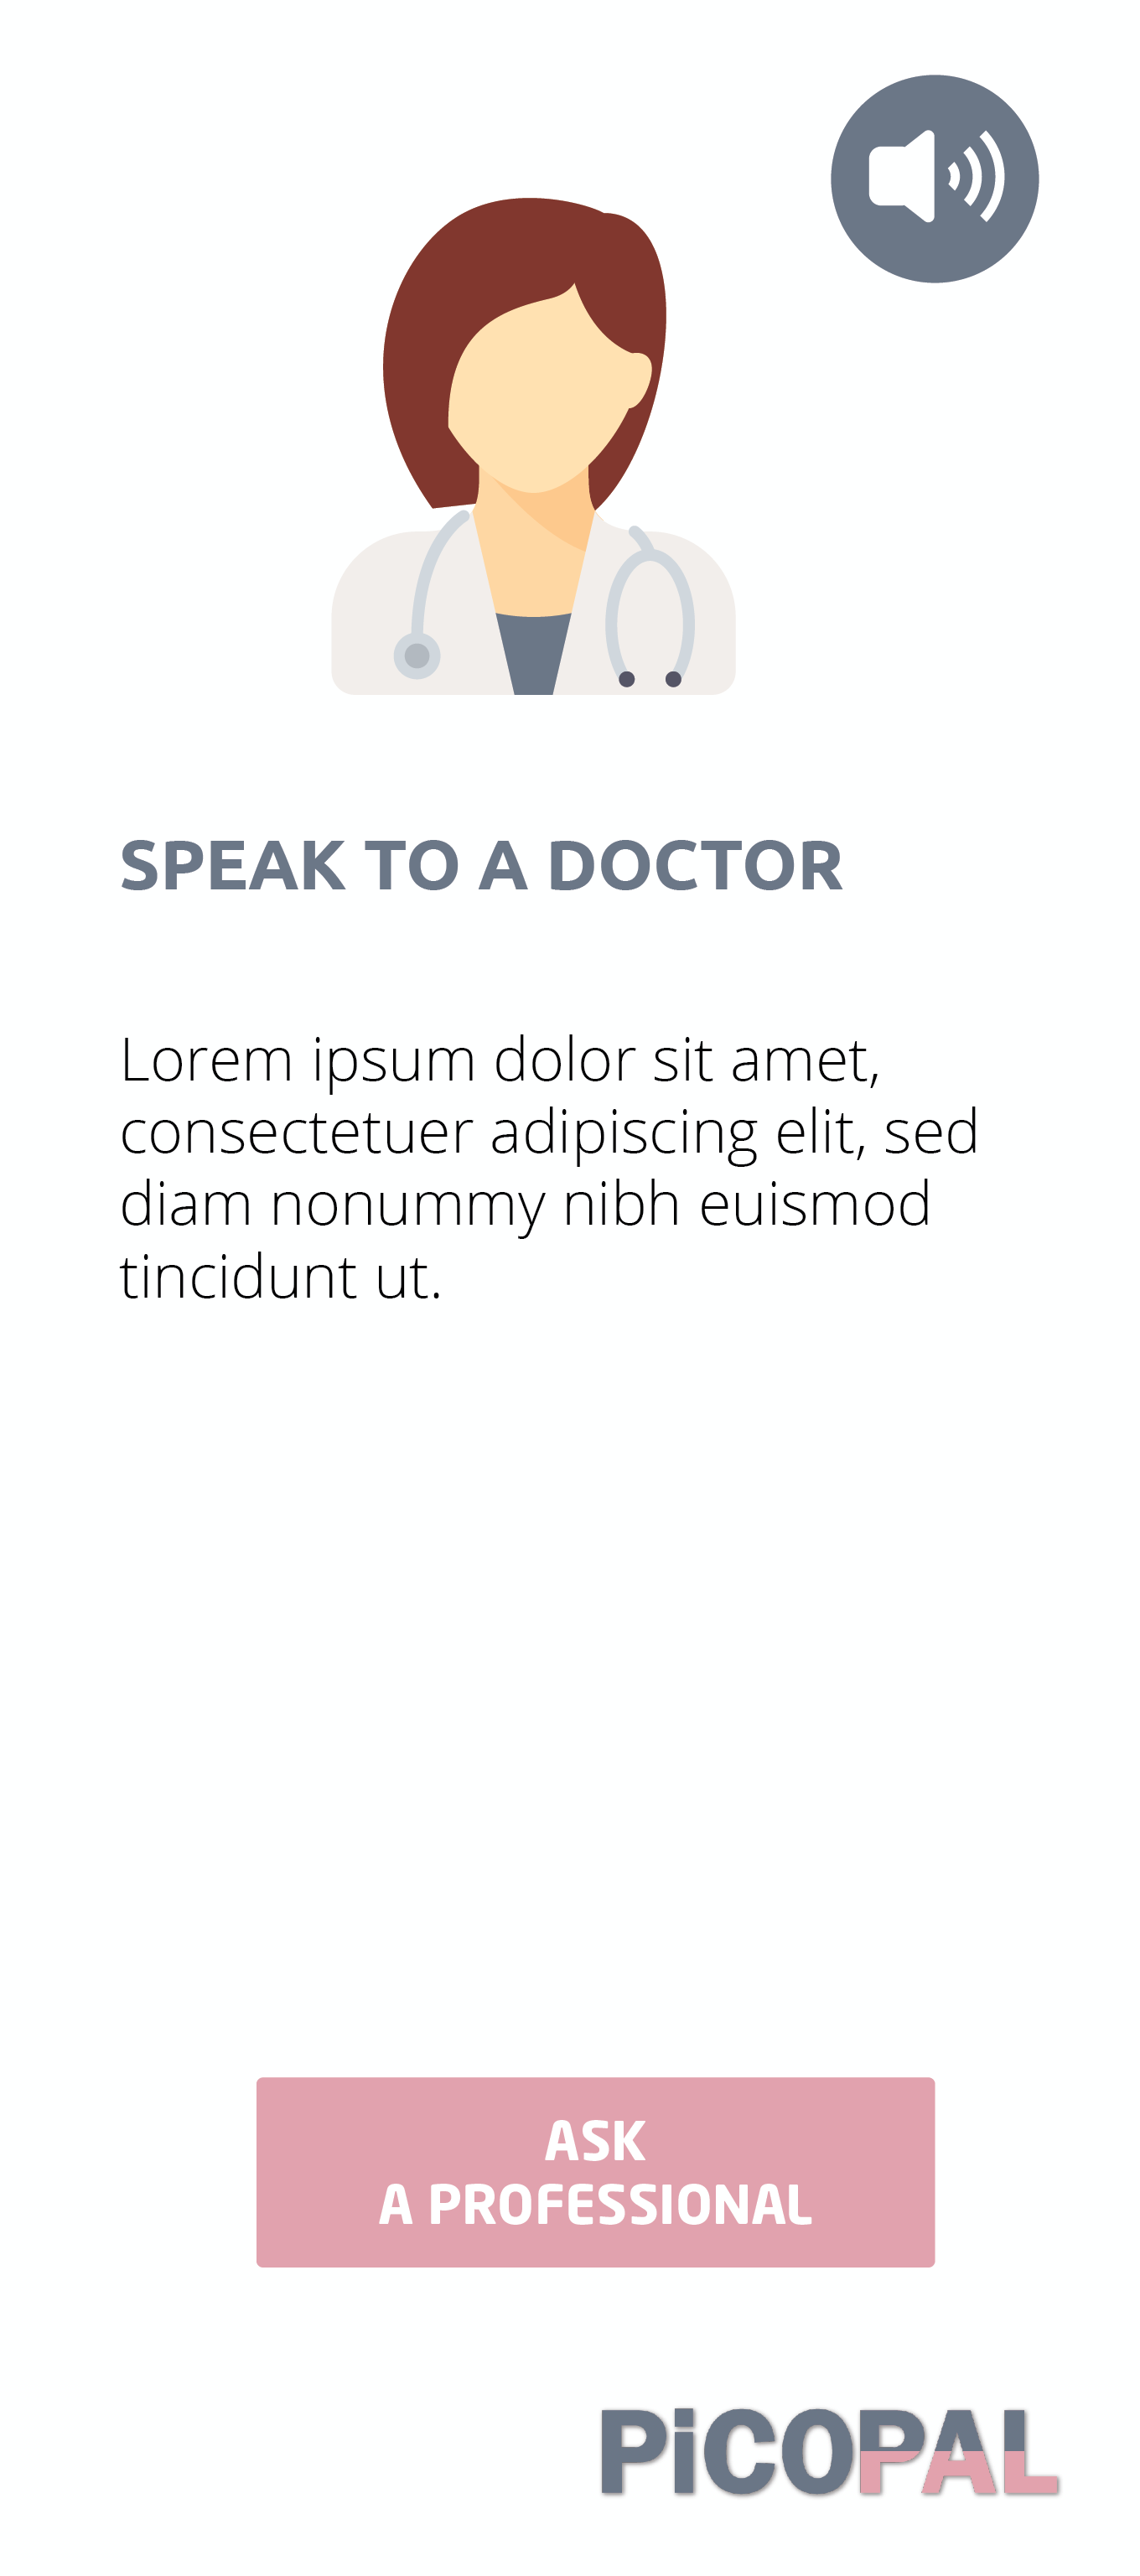 SPEAK TO A DOCTOR
Lorem ipsum dolor sit amet,
consectetuer adipiscing elit, sed
diam nonummy nibh euismod
tincidunt ut.
ASK
A PROFESSIONAL
PiCOPAL